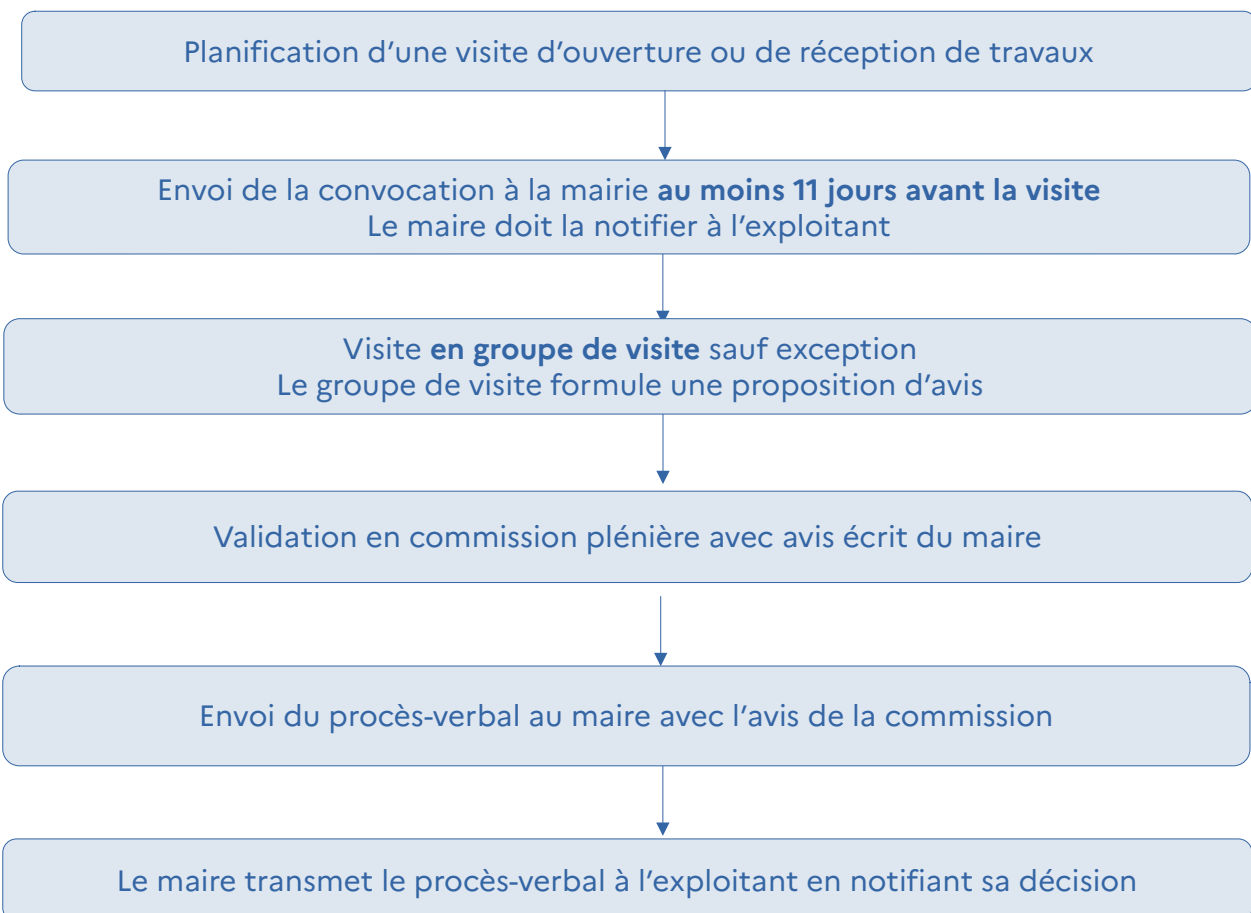 Planification d’une visite d’ouverture ou de réception de travaux
Envoi de la convocation à la mairie au moins 11 jours avant la visite
Le maire doit la notifier à l’exploitant
Visite en groupe de visite sauf exception
Le groupe de visite formule une proposition d’avis
Validation en commission plénière avec avis écrit du maire
Envoi du procès-verbal au maire avec l’avis de la commission
Le maire transmet le procès-verbal à l’exploitant en notifiant sa décision